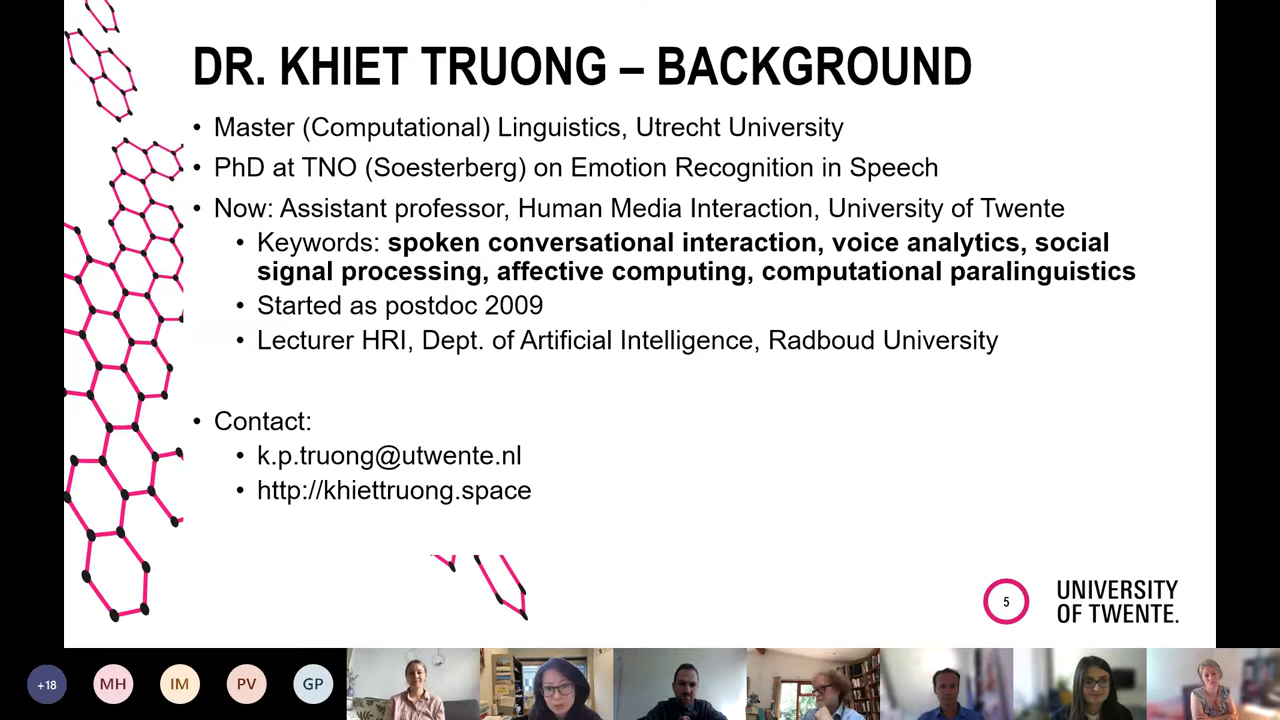 DR. KHIET TRUONG – BACKGROUND
• Master (Computational) Linguistics, Utrecht University
• PhD at TNO (Soesterberg) on Emotion Recognition in Speech
• Now: Assistant professor, Human Media Interaction, University of Twente
• Keywords: spoken conversational interaction, voice analytics, social
signal processing, affective computing, computational paralinguistics
• Started as postdoc 2009
• Lecturer HRI, Dept. of Artificial Intelligence, Radboud University
• Contact:
• k.p.truong@utwente.nl
• http://khiettruong.space
5
UNIVERSITY
OF TWENTE.
+18
MH
IM
PV
GP